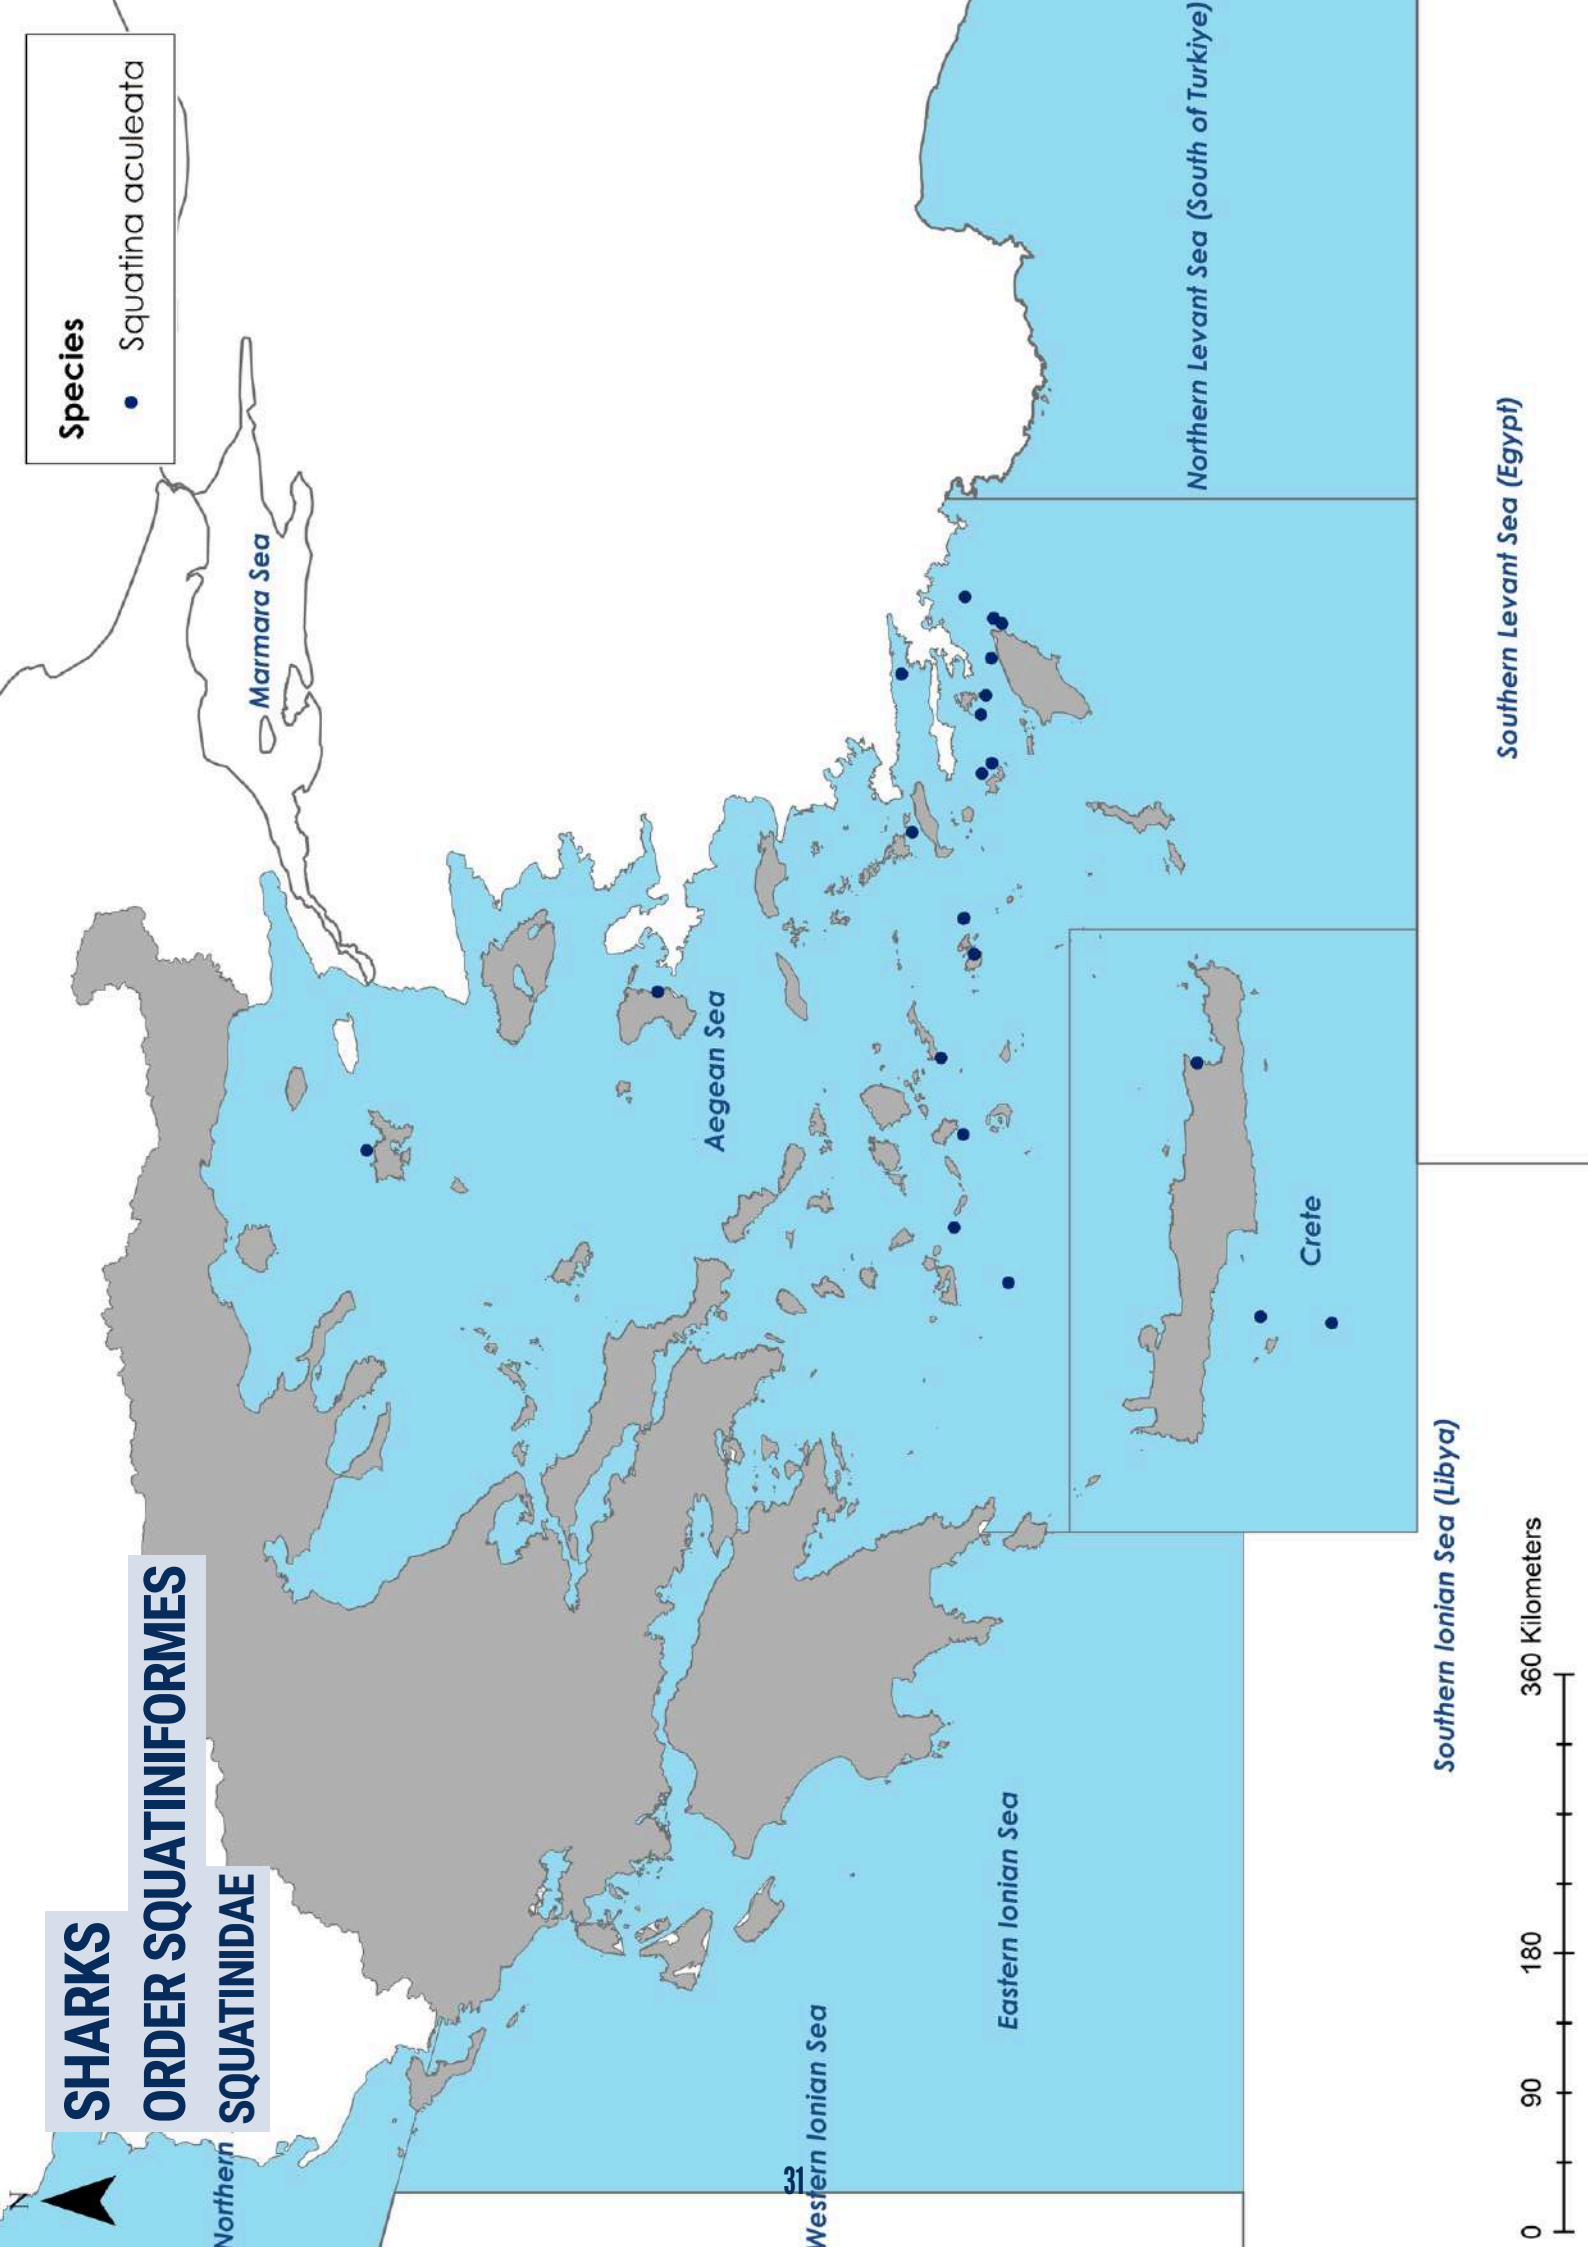 SHARKS
ORDER SQUATINIFORMES
SQUATINIDAE
N
Species
Squatina aculeata
Northern
Marmara Sea
Aegean Sea
Western Ionian Sea
Eastern Ionian Sea
Crete
Northern Levant Sea (South of Turkiye)
Southern Ionian Sea (Libya)
Southern Levant Sea (Egypt)
0 90 180 360 Kilometers
31